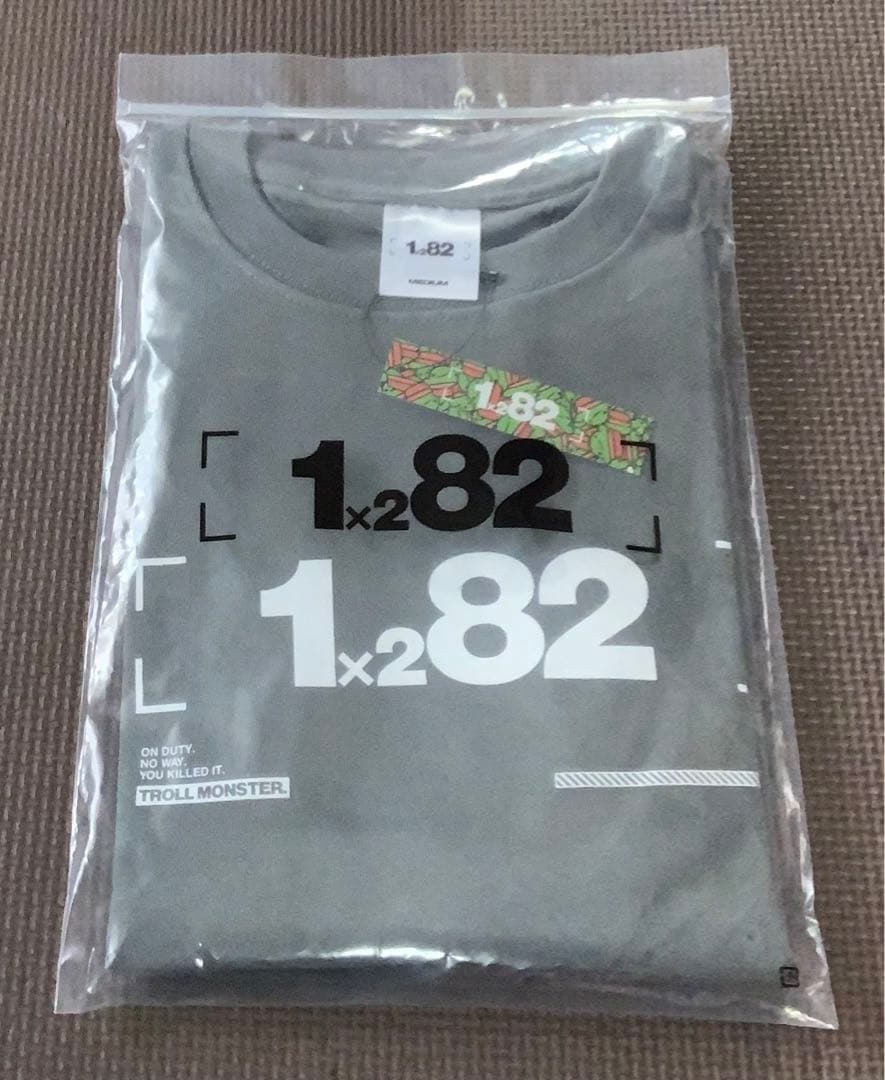 1x282
MEDIUM
1x282
1x282
1x282
ON DUTY.
NO WAY.
YOU KILLED IT.
TROLL MONSTER.